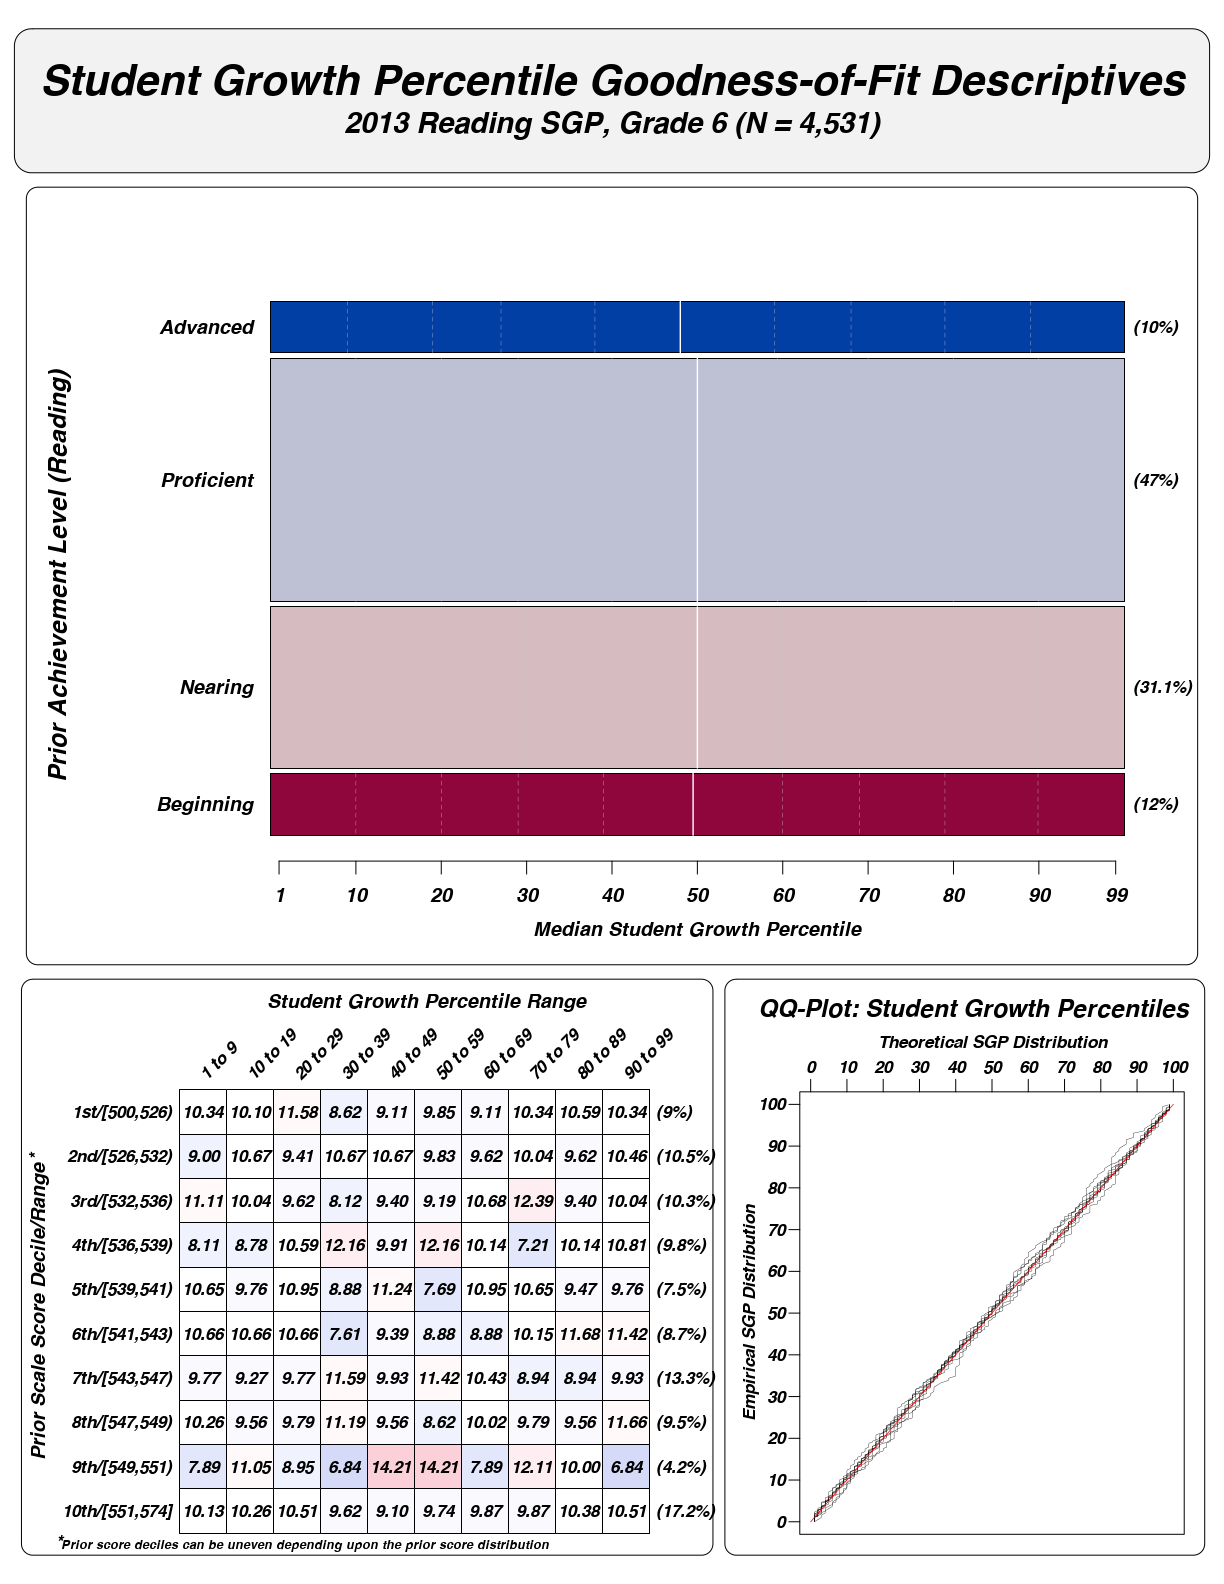 Student Growth Percentile Goodness-of-Fit Descriptives
2013 Reading SGP, Grade 6 (N = 4,531)
Prior Achievement Level (Reading)
Advanced (10%)
Proficient (47%)
Nearing (31.1%)
Beginning (12%)
1 10 20 30 40 50 60 70 80 90 99
Median Student Growth Percentile
Student Growth Percentile Range
1 to 9 10 to 19 20 to 29 30 to 39 40 to 49 50 to 59 60 to 69 70 to 79 80 to 89 90 to 99
Prior Scale Score Decile/Range*
1st/[500,526) 10.34 10.10 11.58 8.62 9.11 9.85 9.11 10.34 10.59 10.34 (9%)
2nd/[526,532) 9.00 10.67 9.41 10.67 10.67 9.83 9.62 10.04 9.62 10.46 (10.5%)
3rd/[532,536) 11.11 10.04 9.62 8.12 9.40 9.19 10.68 12.39 9.40 10.04 (10.3%)
4th/[536,539) 8.11 8.78 10.59 12.16 9.91 12.16 10.14 7.21 10.14 10.81 (9.8%)
5th/[539,541) 10.65 9.76 10.95 8.88 11.24 7.69 10.95 10.65 9.47 9.76 (7.5%)
6th/[541,543) 10.66 10.66 10.66 7.61 9.39 8.88 8.88 10.15 11.68 11.42 (8.7%)
7th/[543,547) 9.77 9.27 9.77 11.59 9.93 11.42 10.43 8.94 8.94 9.93 (13.3%)
8th/[547,549) 10.26 9.56 9.79 11.19 9.56 8.62 10.02 9.79 9.56 11.66 (9.5%)
9th/[549,551) 7.89 11.05 8.95 6.84 14.21 14.21 7.89 12.11 10.00 6.84 (4.2%)
10th/[551,574] 10.13 10.26 10.51 9.62 9.10 9.74 9.87 9.87 10.38 10.51 (17.2%)
*Prior score deciles can be uneven depending upon the prior score distribution
QQ-Plot: Student Growth Percentiles
Theoretical SGP Distribution
0 10 20 30 40 50 60 70 80 90 100
Empirical SGP Distribution
100
90
80
70
60
50
40
30
20
10
0